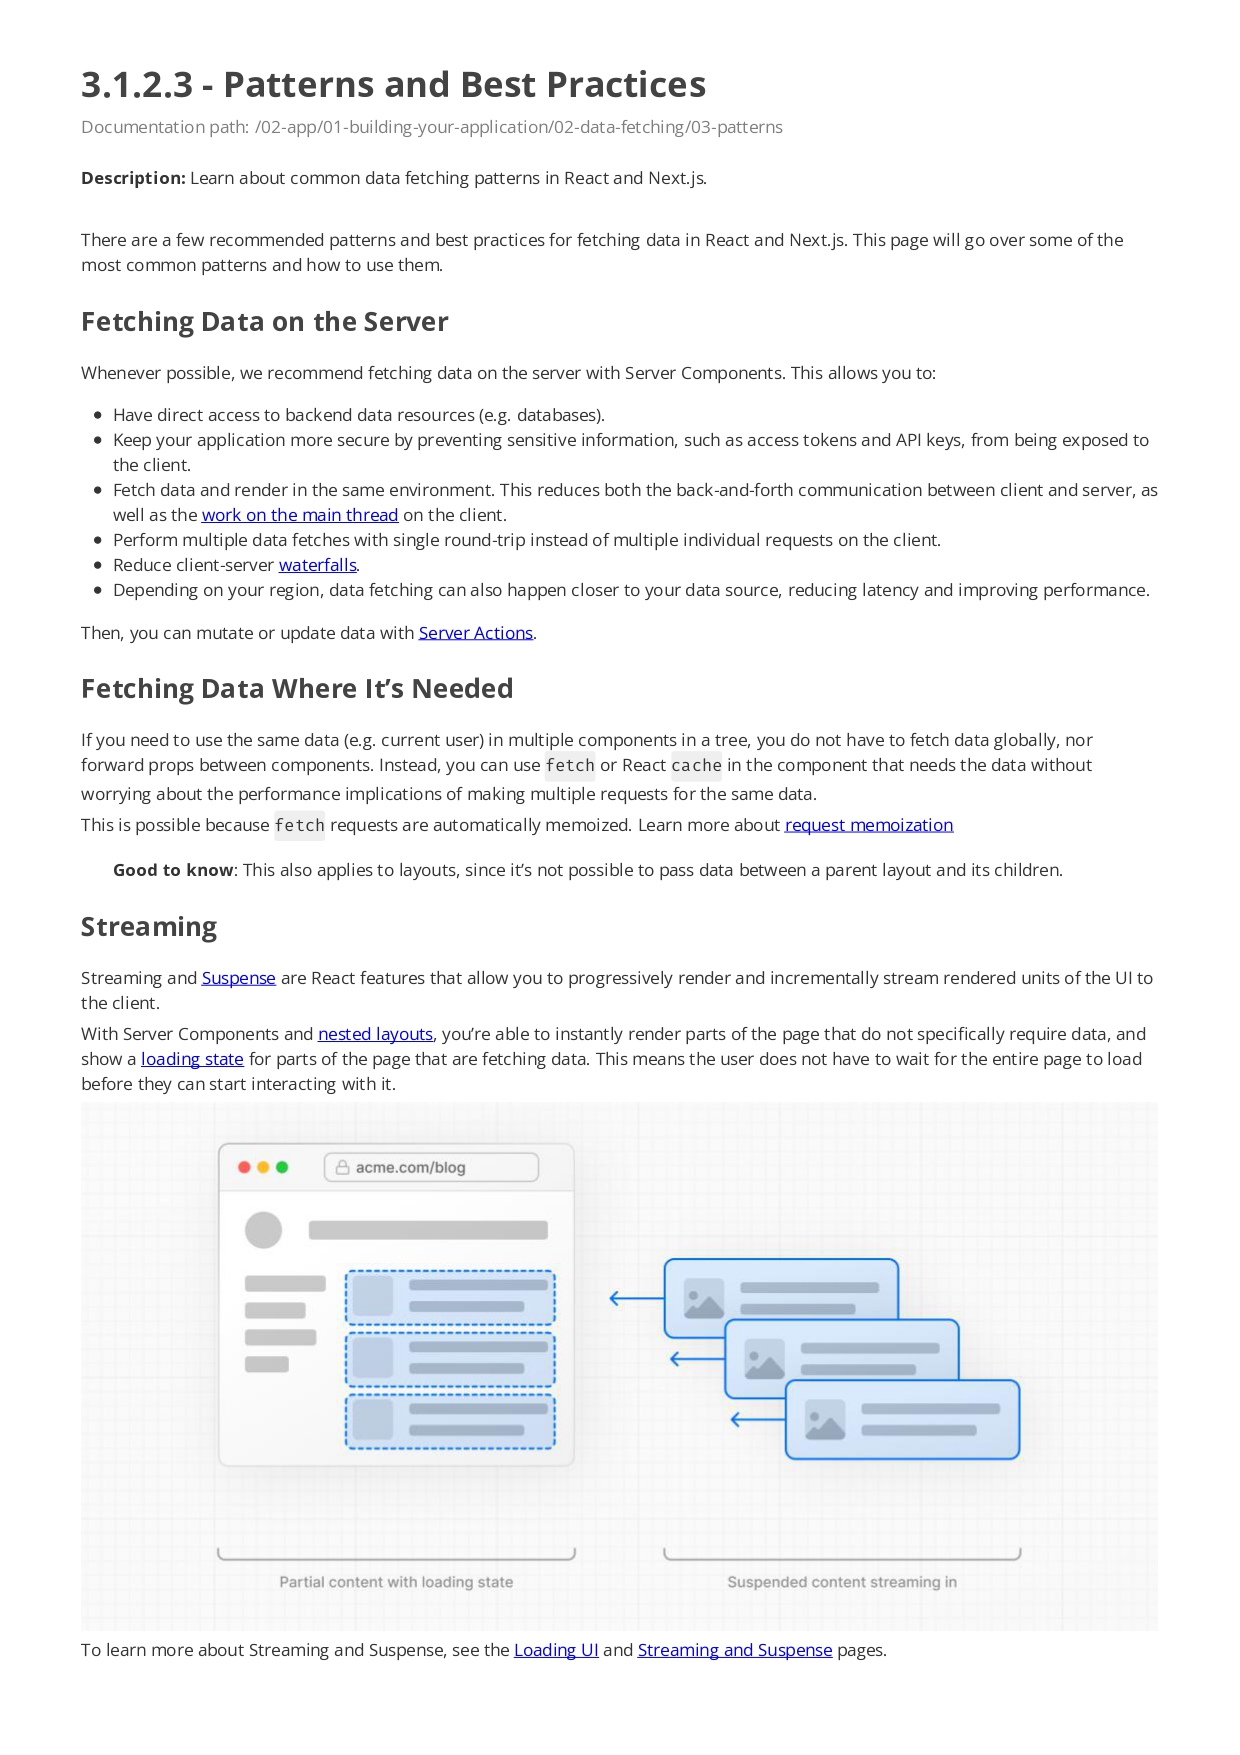 3.1.2.3 - Patterns and Best Practices
Documentation path: /02-app/01-building-your-application/02-data-fetching/03-patterns
Description: Learn about common data fetching patterns in React and Next.js.
There are a few recommended patterns and best practices for fetching data in React and Next.js. This page will go over some of the
most common patterns and how to use them.
Fetching Data on the Server
Whenever possible, we recommend fetching data on the server with Server Components. This allows you to:
● Have direct access to backend data resources (e.g. databases).
● Keep your application more secure by preventing sensitive information, such as access tokens and API keys, from being exposed to
the client.
● Fetch data and render in the same environment. This reduces both the back-and-forth communication between client and server, as
well as the work on the main thread on the client.
● Perform multiple data fetches with single round-trip instead of multiple individual requests on the client.
● Reduce client-server waterfalls.
● Depending on your region, data fetching can also happen closer to your data source, reducing latency and improving performance.
Then, you can mutate or update data with Server Actions.
Fetching Data Where It’s Needed
If you need to use the same data (e.g. current user) in multiple components in a tree, you do not have to fetch data globally, nor
forward props between components. Instead, you can use fetch or React cache in the component that needs the data without
worrying about the performance implications of making multiple requests for the same data.
This is possible because fetch requests are automatically memoized. Learn more about request memoization
Good to know: This also applies to layouts, since it’s not possible to pass data between a parent layout and its children.
Streaming
Streaming and Suspense are React features that allow you to progressively render and incrementally stream rendered units of the UI to
the client.
With Server Components and nested layouts, you’re able to instantly render parts of the page that do not specifically require data, and
show a loading state for parts of the page that are fetching data. This means the user does not have to wait for the entire page to load
before they can start interacting with it.
acme.com/blog
Partial content with loading state
Suspended content streaming in
To learn more about Streaming and Suspense, see the Loading UI and Streaming and Suspense pages.